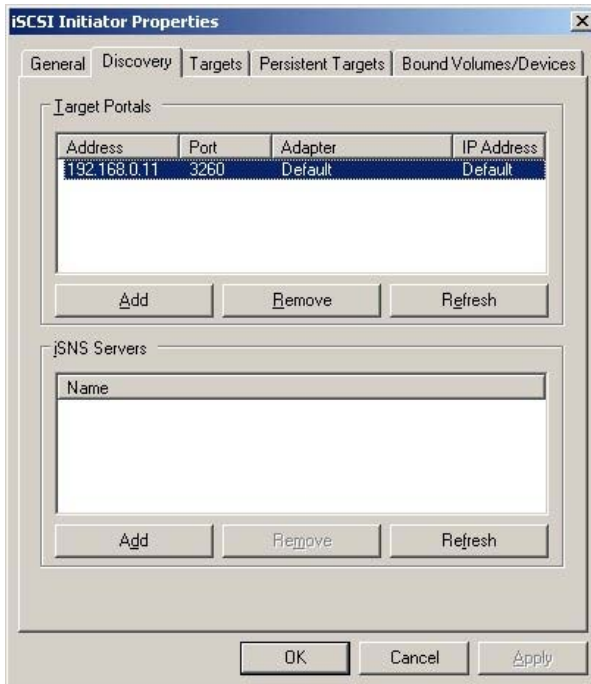 iSCSI Initiator Properties
General Discovery Targets Persistent Targets Bound Volumes/Devices
Target Portals
Address Port Adapter IP Address
192.168.0.11 3260 Default Default
Add Remove Refresh
iSNS Servers
Name
Add Remove Refresh
OK Cancel Apply